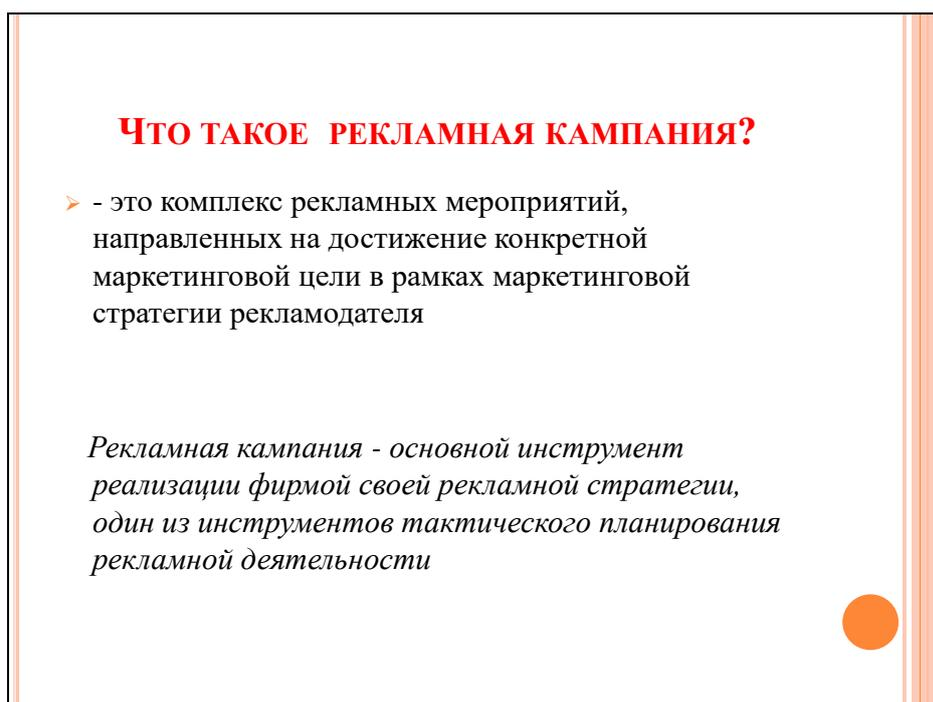 Что такое рекламная кампания?
- это комплекс рекламных мероприятий,
направленных на достижение конкретной
маркетинговой цели в рамках маркетинговой
стратегии рекламодателя
Рекламная кампания - основной инструмент
реализации фирмой своей рекламной стратегии,
один из инструментов тактического планирования
рекламной деятельности